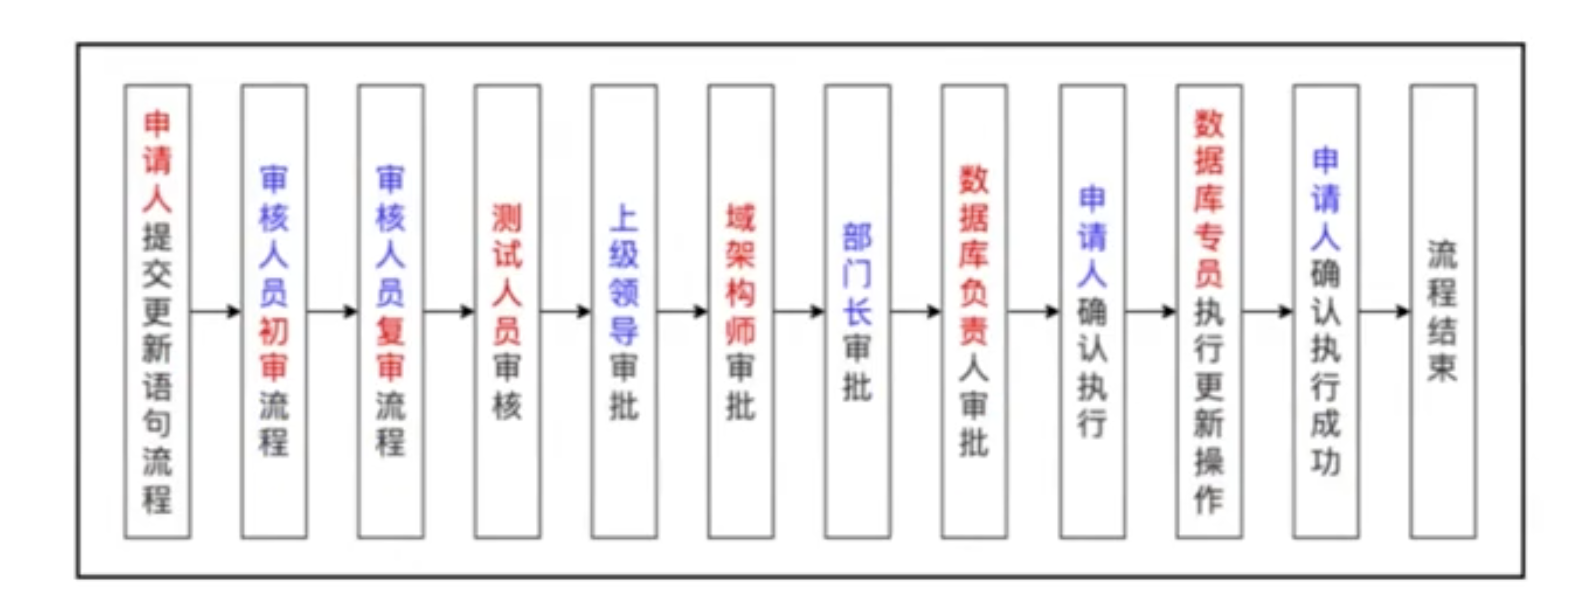 申请人提交更新语句流程
审核人员初审流程
审核人员复审流程
测试人员审核
上级领导审批
域架构师审批
部门长审批
数据库负责人审批
申请人确认执行
数据库专员执行更新操作
申请人确认执行成功
流程结束